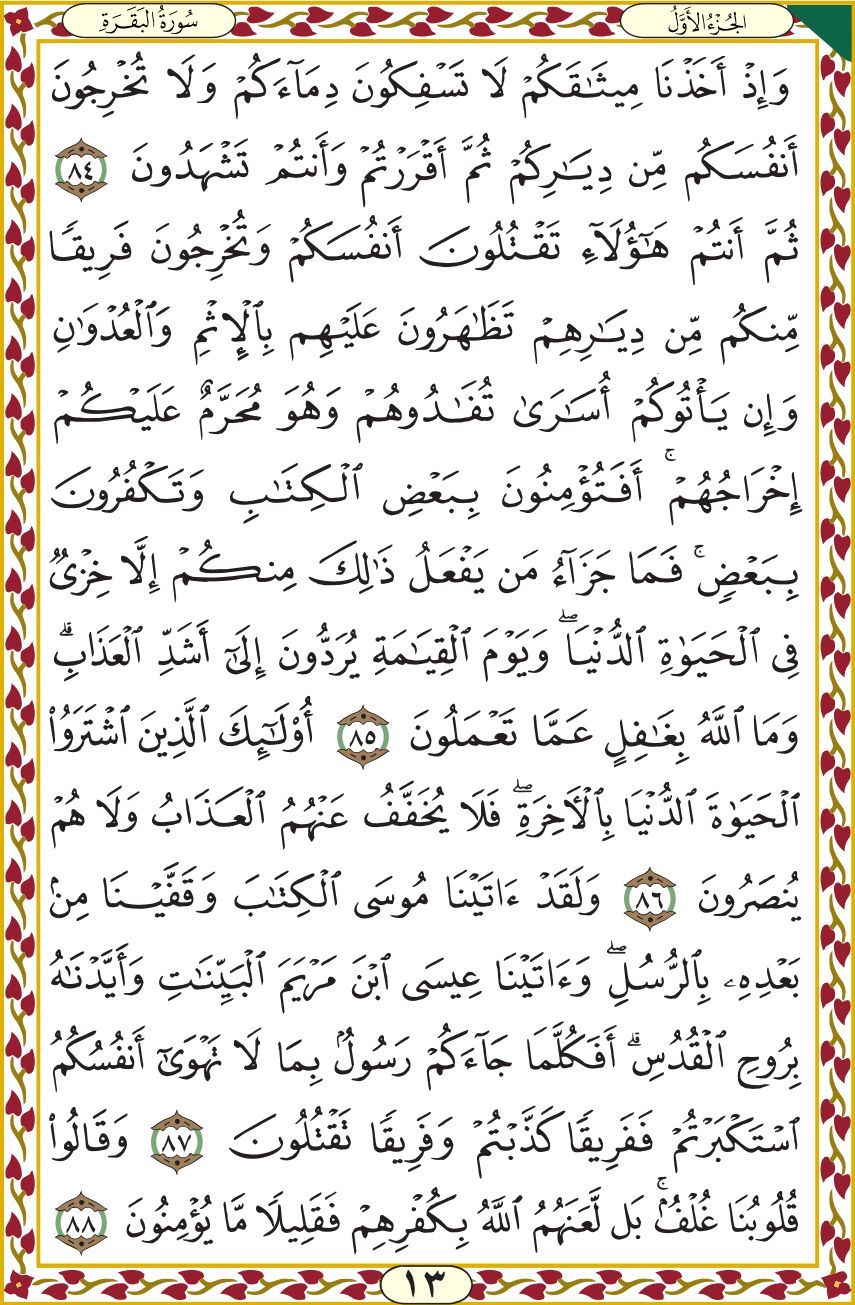 الجُزْءُ الأَوَّلُ
سُورَةُ البَقَرَةِ
وَإِذْ أَخَذْنَا مِيثَٰقَكُمْ لَا تَسْفِكُونَ دِمَآءَكُمْ وَلَا تُخْرِجُونَ
أَنفُسَكُم مِّن دِيَٰرِكُمْ ثُمَّ أَقْرَرْتُمْ وَأَنتُمْ تَشْهَدُونَ ٨٤
ثُمَّ أَنتُمْ هَٰٓؤُلَآءِ تَقْتُلُونَ أَنفُسَكُمْ وَتُخْرِجُونَ فَرِيقًا
مِّنكُم مِّن دِيَٰرِهِمْ تَظَٰهَرُونَ عَلَيْهِم بِٱلْإِثْمِ وَٱلْعُدْوَٰنِ
وَإِن يَأْتُوكُمْ أُسَٰرَىٰ تُفَٰدُوهُمْ وَهُوَ مُحَرَّمٌ عَلَيْكُمْ
إِخْرَاجُهُمْ ۚ أَفَتُؤْمِنُونَ بِبَعْضِ ٱلْكِتَٰبِ وَتَكْفُرُونَ
بِبَعْضٍ ۚ فَمَا جَزَآءُ مَن يَفْعَلُ ذَٰلِكَ مِنكُمْ إِلَّا خِزْىٌ
فِى ٱلْحَيَوٰةِ ٱلدُّنْيَا ۖ وَيَوْمَ ٱلْقِيَٰمَةِ يُرَدُّونَ إِلَىٰٓ أَشَدِّ ٱلْعَذَابِ ۗ
وَمَا ٱللَّهُ بِغَٰفِلٍ عَمَّا تَعْمَلُونَ ٨٥ أُو۟لَٰٓئِكَ ٱلَّذِينَ ٱشْتَرَوُا۟
ٱلْحَيَوٰةَ ٱلدُّنْيَا بِٱلْأَخِرَةِ ۖ فَلَا يُخَفَّفُ عَنْهُمُ ٱلْعَذَابُ وَلَا هُمْ
يُنصَرُونَ ٨٦ وَلَقَدْ ءَاتَيْنَا مُوسَى ٱلْكِتَٰبَ وَقَفَّيْنَا مِنۢ
بَعْدِهِۦ بِٱلرُّسُلِ ۖ وَءَاتَيْنَا عِيسَى ٱبْنَ مَرْيَمَ ٱلْبَيِّنَٰتِ وَأَيَّدْنَٰهُ
بِرُوحِ ٱلْقُدُسِ ۗ أَفَكُلَّمَا جَآءَكُمْ رَسُولٌۢ بِمَا لَا تَهْوَىٰٓ أَنفُسُكُمُ
ٱسْتَكْبَرْتُمْ فَفَرِيقًا كَذَّبْتُمْ وَفَرِيقًا تَقْتُلُونَ ٨٧ وَقَالُوا۟
قُلُوبُنَا غُلْفٌۢ ۚ بَل لَّعَنَهُمُ ٱللَّهُ بِكُفْرِهِمْ فَقَلِيلًا مَّا يُؤْمِنُونَ ٨٨
١٣